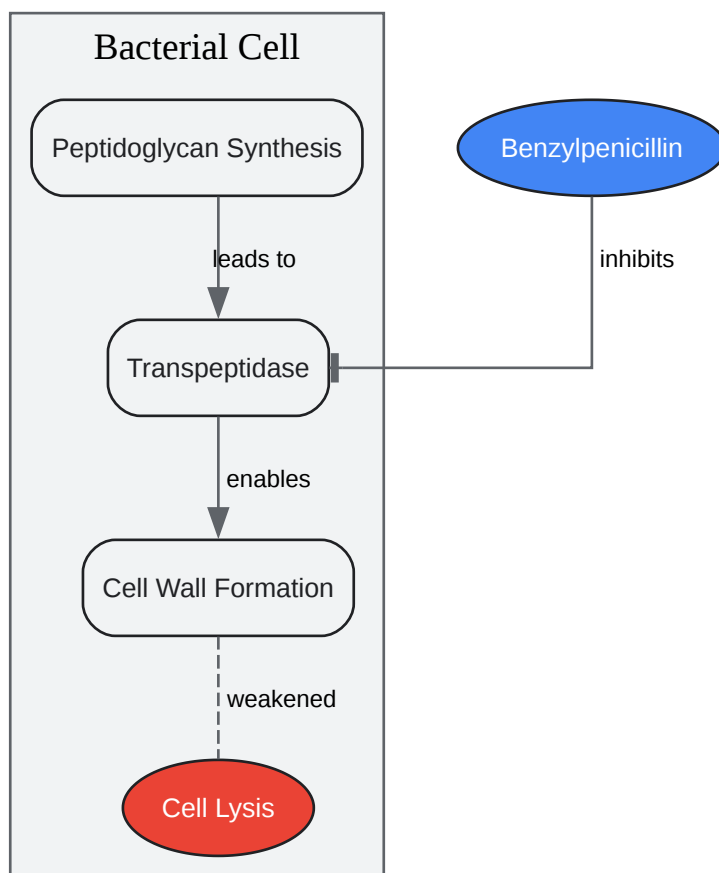 Bacterial Cell
Peptidoglycan Synthesis
Benzylpenicillin
leads to
inhibits
Transpeptidase
enables
Cell Wall Formation
weakened
Cell Lysis